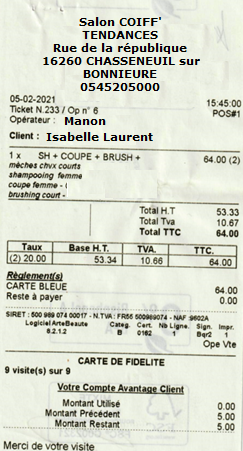 Salon COIFF'
TENDANCES
Rue de la république
16260 CHASSENEUIL sur
BONNIEURE
0545205000
05-02-2021 15:45:00
Ticket N.233 / Op n° 6 POS#1
Opérateur : Manon
Client : Isabelle Laurent
1 x SH + COUPE + BRUSH + 64.00 (2)
mèches chvx courts
shampooing femme
coupe femme - (
brushing court -
Total H.T 53.33
Total Tva 10.67
Total TTC 64.00
Taux Base H.T. TVA. TTC.
(2) 20.00 53.34 10.66 64.00
Règlement(s)
CARTE BLEUE 64.00
Reste à payer 0.00
SIRET : 500 989 074 00017 - N.TVA : FR55 500989074 - NAF 9602A
Logiciel ArteBeaute Categ. Cert. Nb Ligne. Sign. Impr.
8.2.1.2 B 0162 1 Bqr2 1
Ope Vte
CARTE DE FIDELITE
9 visite(s) sur 9
Votre Compte Avantage Client
Montant Utilisé 0.00
Montant Précédent 5.00
Montant Restant 5.00
Merci de votre visite